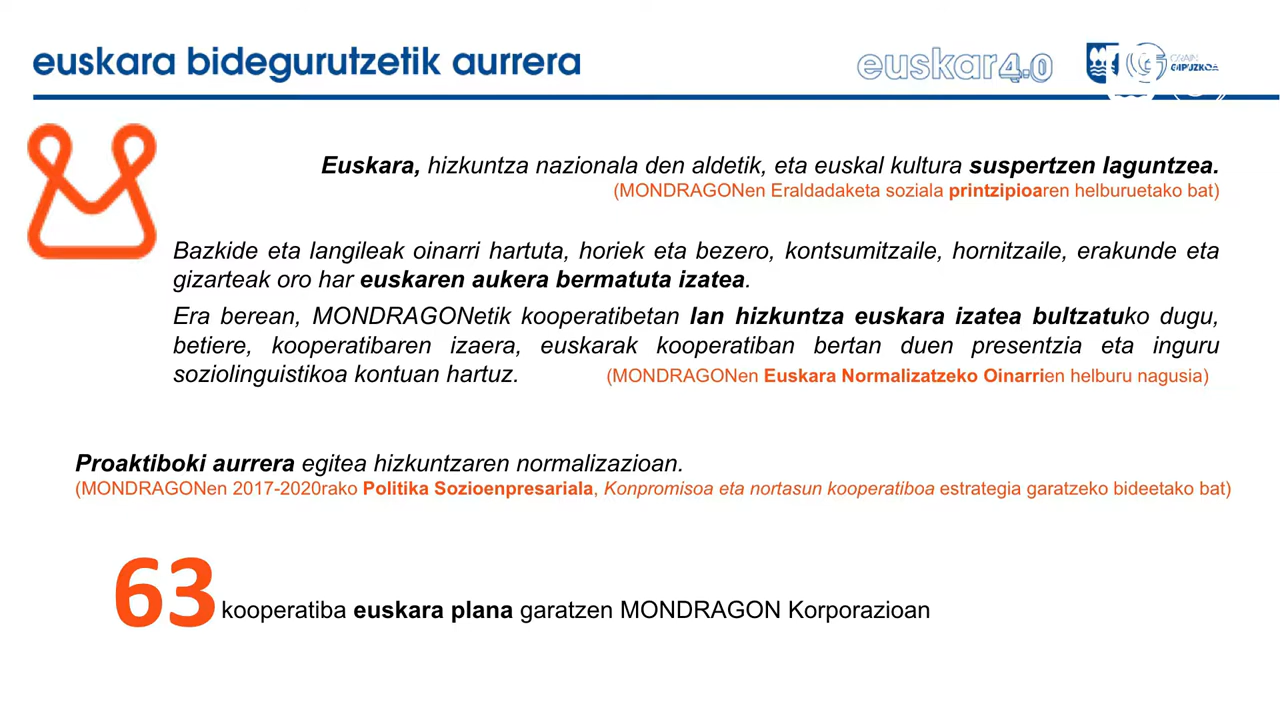 euskara bidegurutzetik aurrera
euskar4.0
GIPUZKOA
Euskara, hizkuntza nazionala den aldetik, eta euskal kultura suspertzen laguntzea.
(MONDRAGONen Eraldadaketa soziala printzipioaren helburuetako bat)
Bazkide eta langileak oinarri hartuta, horiek eta bezero, kontsumitzaile, hornitzaile, erakunde eta
gizarteak oro har euskaren aukera bermatuta izatea.
Era berean, MONDRAGONetik kooperatibetan lan hizkuntza euskara izatea bultzatuko dugu,
betiere, kooperatibaren izaera, euskarak kooperatiban bertan duen presentzia eta inguru
soziolinguistikoa kontuan hartuz. (MONDRAGONen Euskara Normalizatzeko Oinarrien helburu nagusia)
Proaktiboki aurrera egitea hizkuntzaren normalizazioan.
(MONDRAGONen 2017-2020rako Politika Sozioenpresariala, Konpromisoa eta nortasun kooperatiboa estrategia garatzeko bideetako bat)
63 kooperatiba euskara plana garatzen MONDRAGON Korporazioan